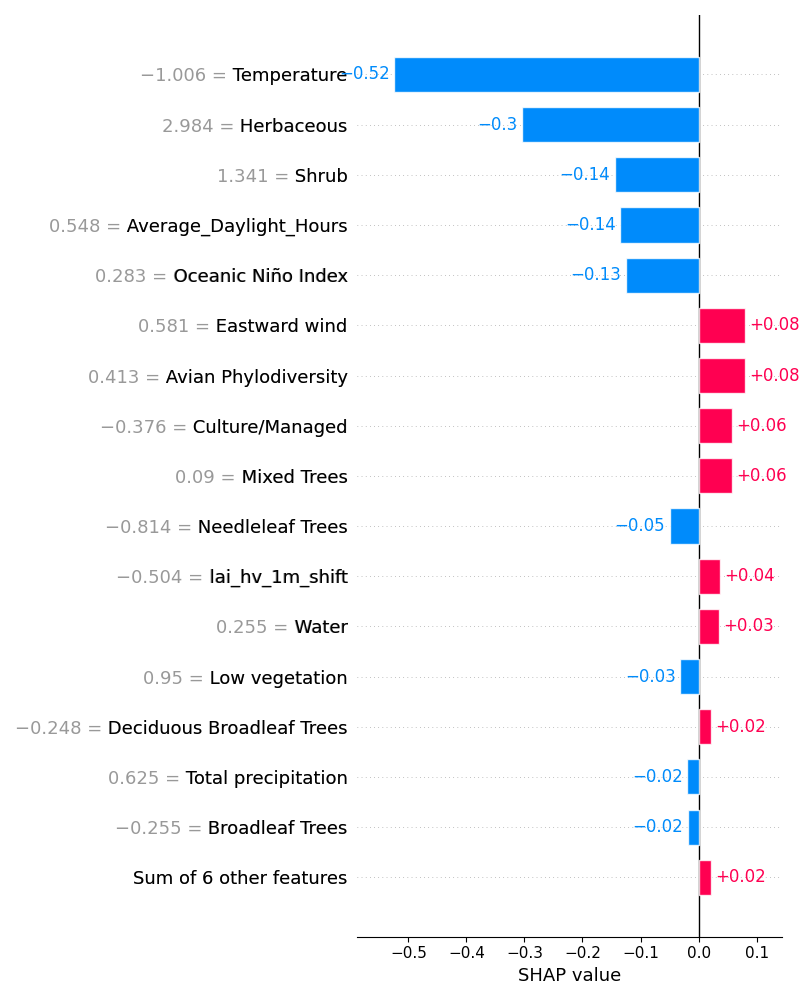 −1.006 = Temperature −0.52
2.984 = Herbaceous −0.3
1.341 = Shrub −0.14
0.548 = Average_Daylight_Hours −0.14
0.283 = Oceanic Niño Index −0.13
0.581 = Eastward wind +0.08
0.413 = Avian Phylodiversity +0.08
−0.376 = Culture/Managed +0.06
0.09 = Mixed Trees +0.06
−0.814 = Needleleaf Trees −0.05
−0.504 = lai_hv_1m_shift +0.04
0.255 = Water +0.03
0.95 = Low vegetation −0.03
−0.248 = Deciduous Broadleaf Trees +0.02
0.625 = Total precipitation −0.02
−0.255 = Broadleaf Trees −0.02
Sum of 6 other features +0.02
−0.5 −0.4 −0.3 −0.2 −0.1 0.0 0.1
SHAP value